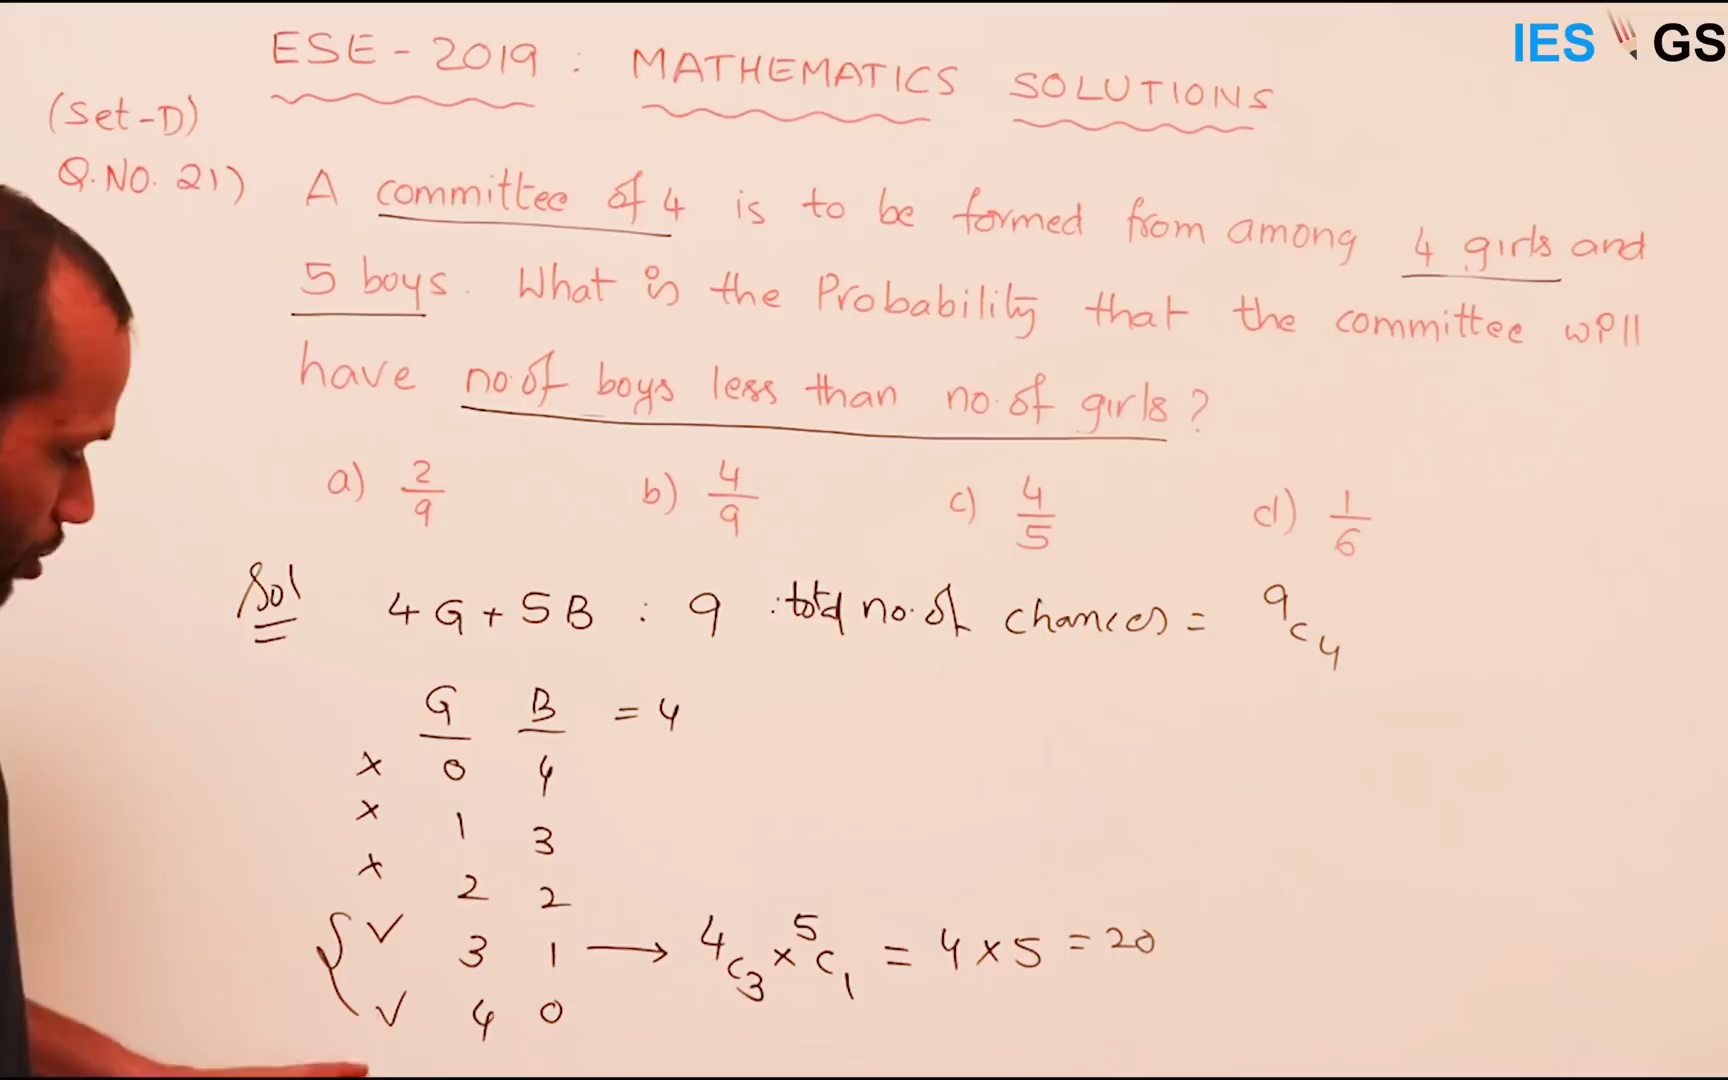 IES GS
ESE - 2019 : MATHEMATICS SOLUTIONS
(Set-D)
Q.NO. 21) A committee of 4 is to be formed from among 4 girls and
5 boys. What is the Probability that the committee will
have no.of boys less than no.of girls?
a) 2/9 b) 4/9 c) 4/5 d) 1/6
Sol 4G + 5B : 9 : total no.of chances = ⁹C₄
G B = 4
x 0 4
x 1 3
x 2 2
✓ 3 1 → ⁴C₃ × ⁵C₁ = 4 × 5 = 20
✓ 4 0